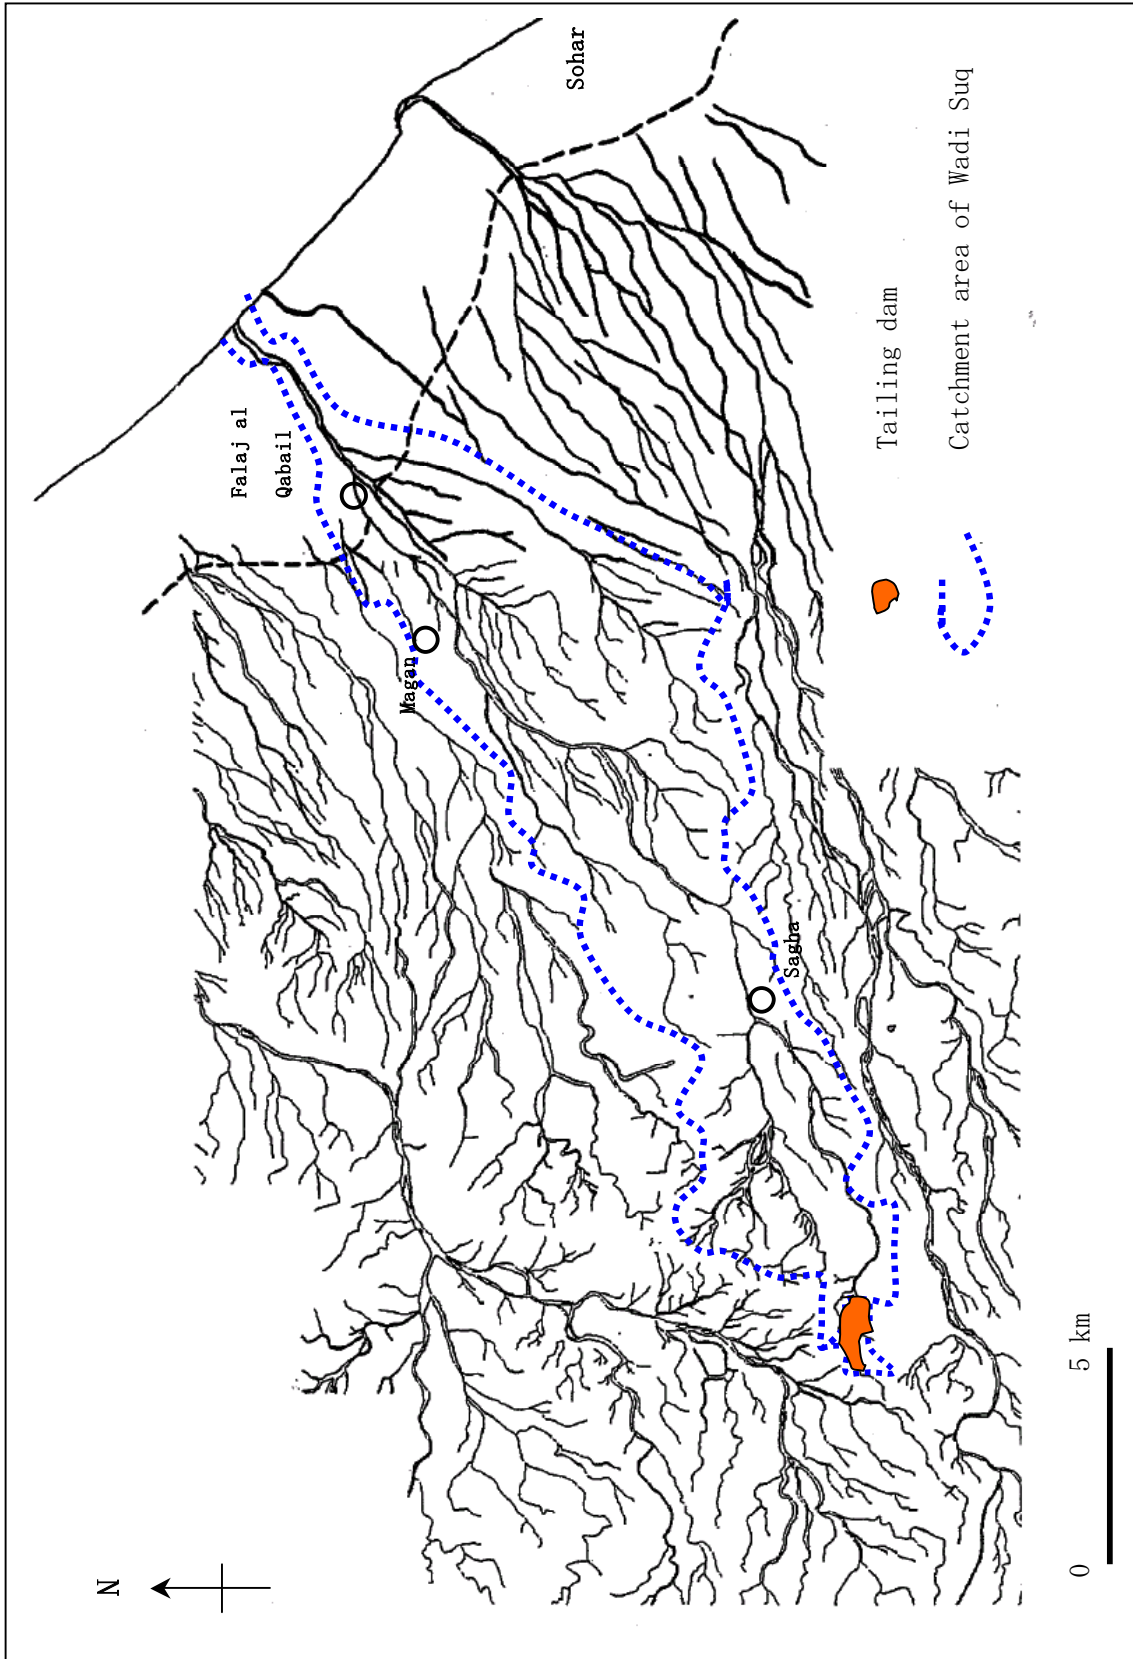 N
Sohar
Falaj al
Qabail
Magan
Sagha
Tailing dam
Catchment area of Wadi Suq
0
5 km